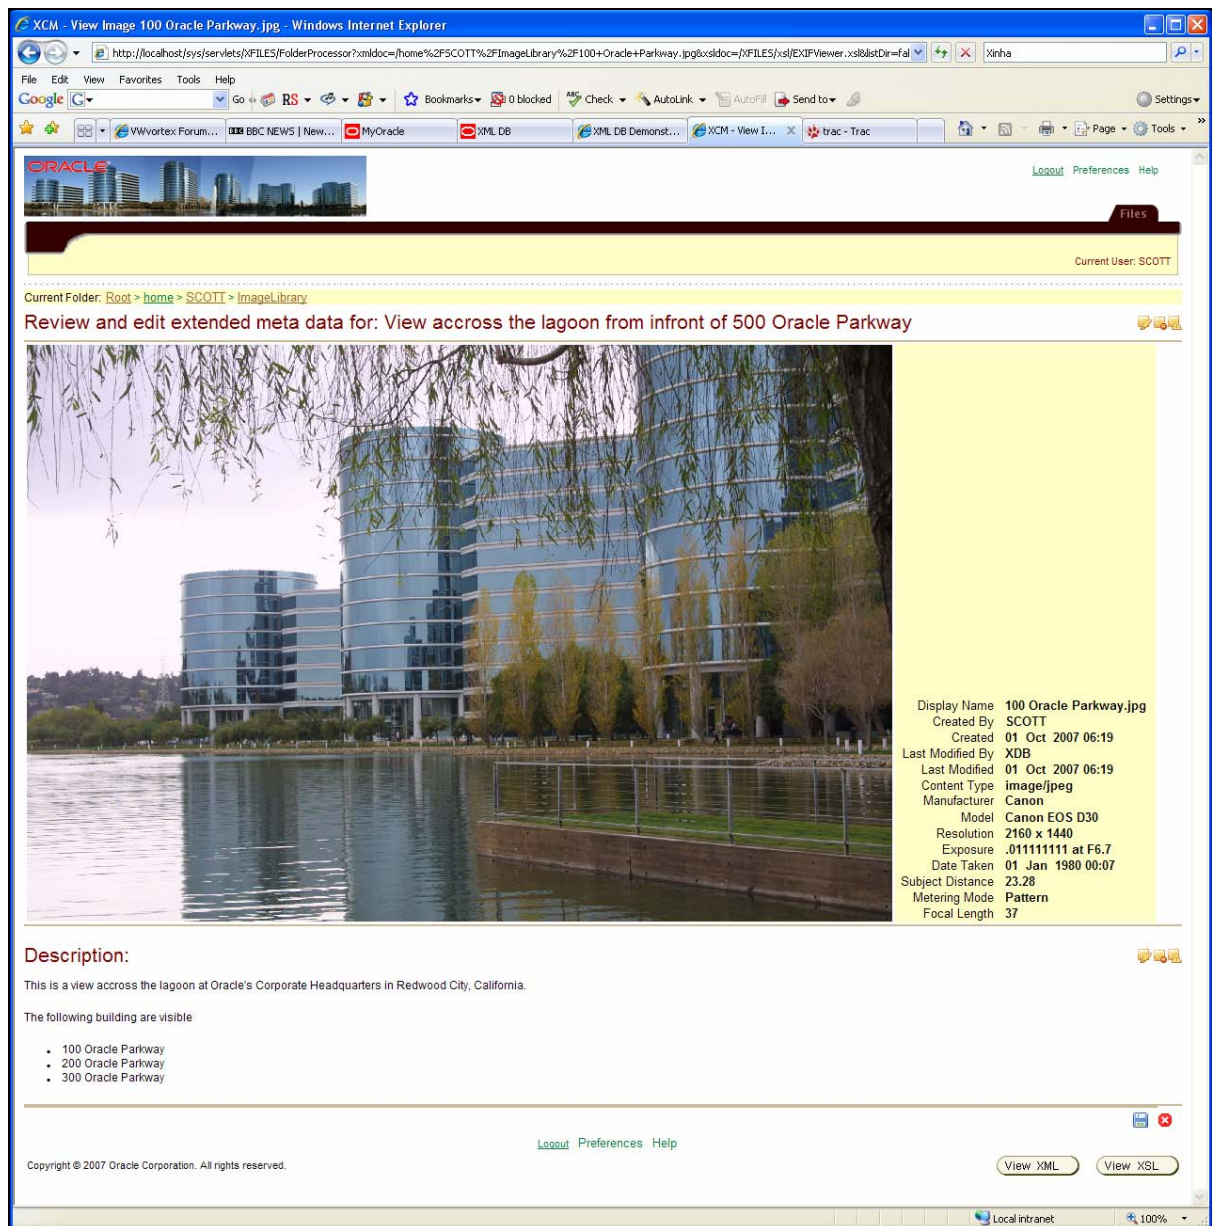 XCM - View Image 100 Oracle Parkway.jpg - Windows Internet Explorer
http://localhost/sys/servlets/XFILES/FolderProcessor?xmldoc=/home%2FSCOTT%2FImageLibrary%2F100+Oracle+Parkway.jpg&xsldoc=/XFILES/xsl/EXIFViewer.xsl&listDir=fal
Xinha
File Edit View Favorites Tools Help
Google G Go RS Bookmarks 0 blocked ABC Check AutoLink AutoFill Send to Settings
WVvortex Forum... BBC NEWS | New... MyOracle XML DB XML DB Demonst... XCM - View I... trac - Trac Page Tools »
ORACLE
Logout Preferences Help
Files
Current User: SCOTT
Current Folder: Root > home > SCOTT > ImageLibrary
Review and edit extended meta data for: View accross the lagoon from infront of 500 Oracle Parkway
Display Name 100 Oracle Parkway.jpg
Created By SCOTT
Created 01 Oct 2007 06:19
Last Modified By XDB
Last Modified 01 Oct 2007 06:19
Content Type image/jpeg
Manufacturer Canon
Model Canon EOS D30
Resolution 2160 x 1440
Exposure .011111111 at F6.7
Date Taken 01 Jan 1980 00:07
Subject Distance 23.28
Metering Mode Pattern
Focal Length 37
Description:
This is a view accross the lagoon at Oracle's Corporate Headquarters in Redwood City, California.
The following building are visible
• 100 Oracle Parkway
• 200 Oracle Parkway
• 300 Oracle Parkway
Logout Preferences Help
Copyright © 2007 Oracle Corporation. All rights reserved.
View XML View XSL
Local intranet 100%